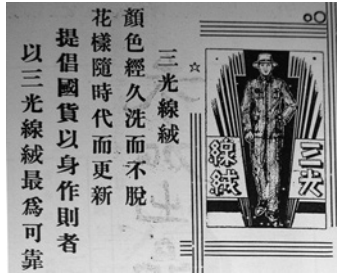 三光線絨
三光線絨
顏色經久洗而不脫
花樣隨時代而更新
提倡國貨以身作則者
以三光線絨最爲可靠